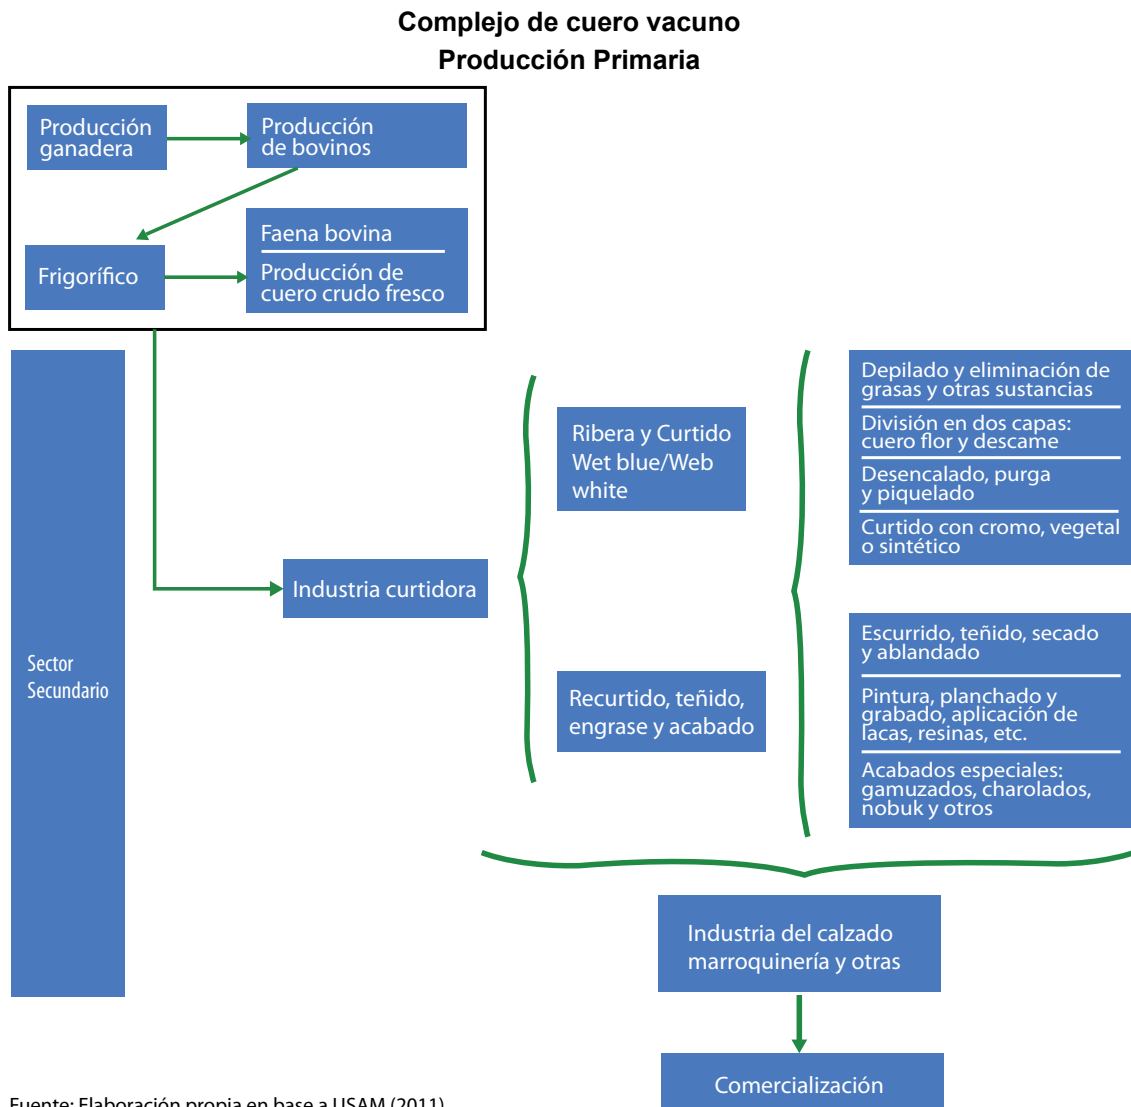 Complejo de cuero vacuno
Producción Primaria
Producción
ganadera
Producción
de bovinos
Frigorífico
Faena bovina
Producción de
cuero crudo fresco
Sector
Secundario
Industria curtidora
Ribera y Curtido
Wet blue/Web
white
Recurtido, teñido,
engrase y acabado
Depilado y eliminación de
grasas y otras sustancias
División en dos capas:
cuero flor y descame
Desencalado, purga
y piquelado
Curtido con cromo, vegetal
o sintético
Escurrido, teñido, secado
y ablandado
Pintura, planchado y
grabado, aplicación de
lacas, resinas, etc.
Acabados especiales:
gamuzados, charolados,
nobuk y otros
Industria del calzado
marroquinería y otras
Comercialización
Fuente: Elaboración propia en base a USAM (2011)